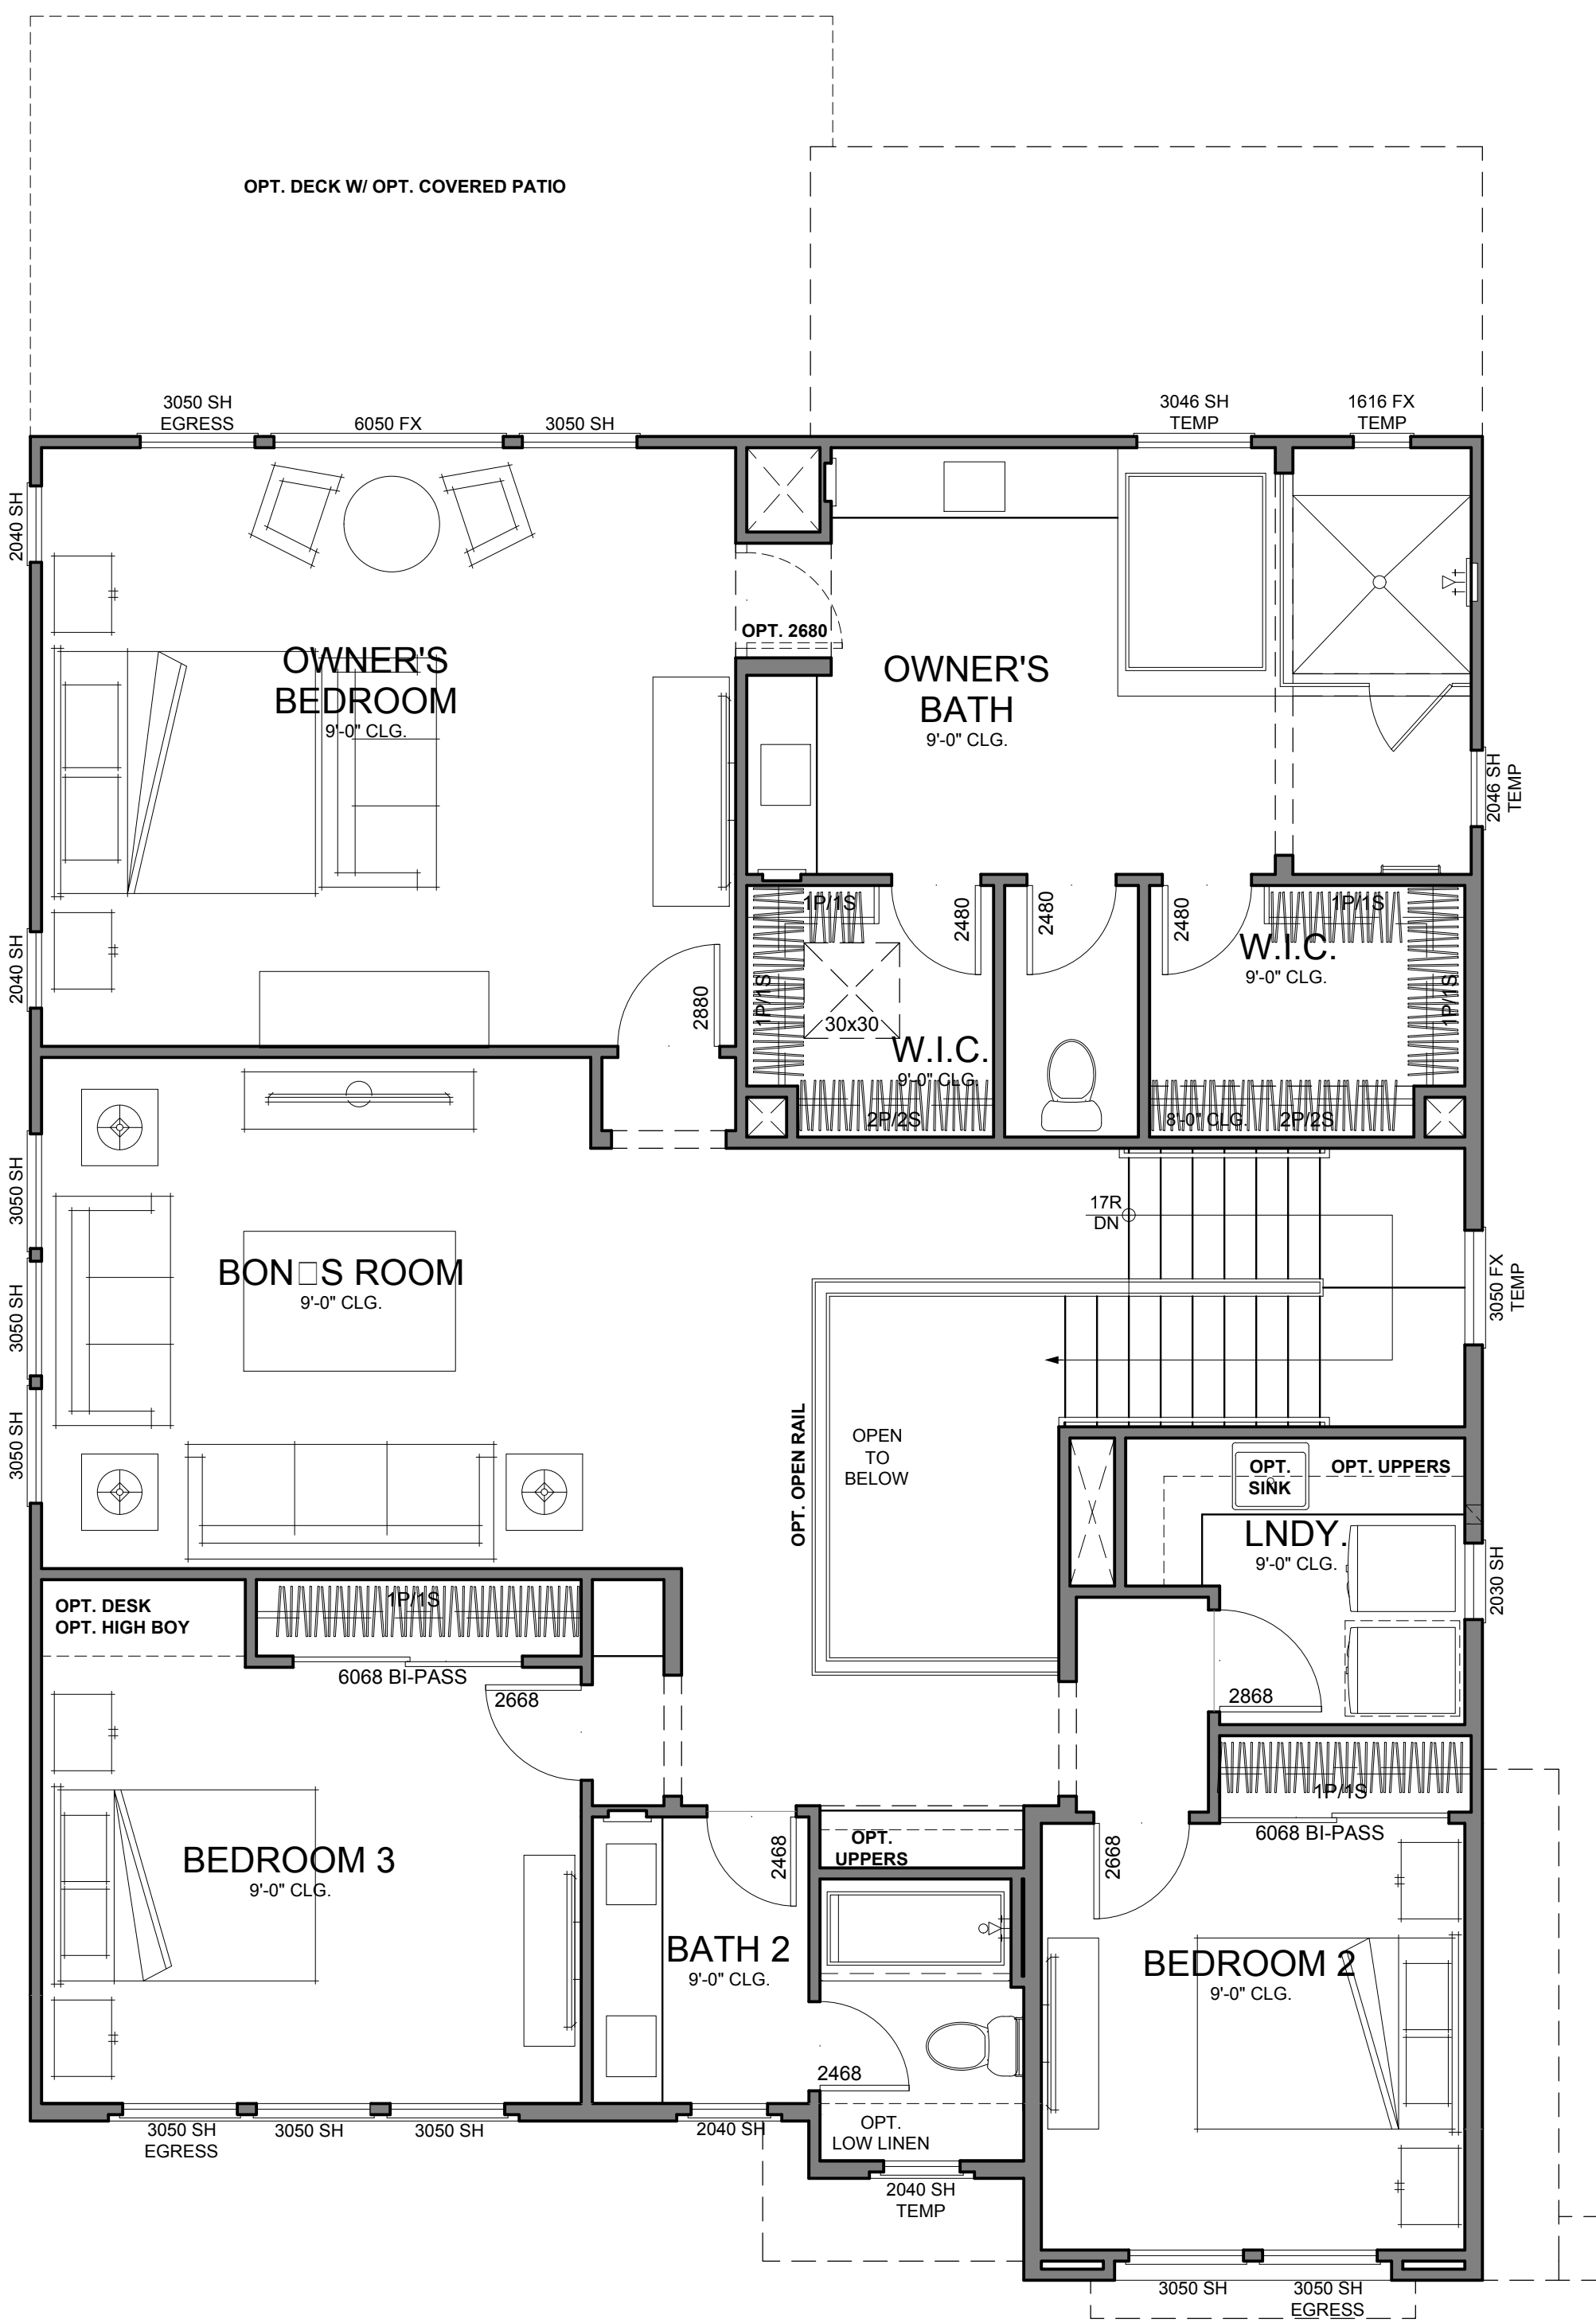 OPT. DECK W/ OPT. COVERED PATIO
3050 SH
EGRESS
6050 FX
3050 SH
3046 SH
TEMP
1616 FX
TEMP
2040 SH
OPT. 2680
OWNER'S
BEDROOM
9'-0" CLG.
OWNER'S
BATH
9'-0" CLG.
2046 SH
TEMP
2040 SH
2880
1P/1S
1P/1S
30x30
2480
W.I.C.
9'-0" CLG.
2P/2S
2480
2480
1P/1S
W.I.C.
9'-0" CLG.
1P/1S
8'-0" CLG.
2P/2S
3050 SH
3050 SH
3050 SH
BON□S ROOM
9'-0" CLG.
17R
DN
3050 FX
TEMP
OPT. OPEN RAIL
OPEN
TO
BELOW
OPT.
SINK
OPT. UPPERS
LNDY.
9'-0" CLG.
2030 SH
2868
OPT. DESK
OPT. HIGH BOY
1P/1S
6068 BI-PASS
2668
1P/1S
6068 BI-PASS
BEDROOM 3
9'-0" CLG.
2468
OPT.
UPPERS
2668
BATH 2
9'-0" CLG.
BEDROOM 2
9'-0" CLG.
2468
OPT.
LOW LINEN
3050 SH
EGRESS
3050 SH
3050 SH
2040 SH
2040 SH
TEMP
3050 SH
3050 SH
EGRESS